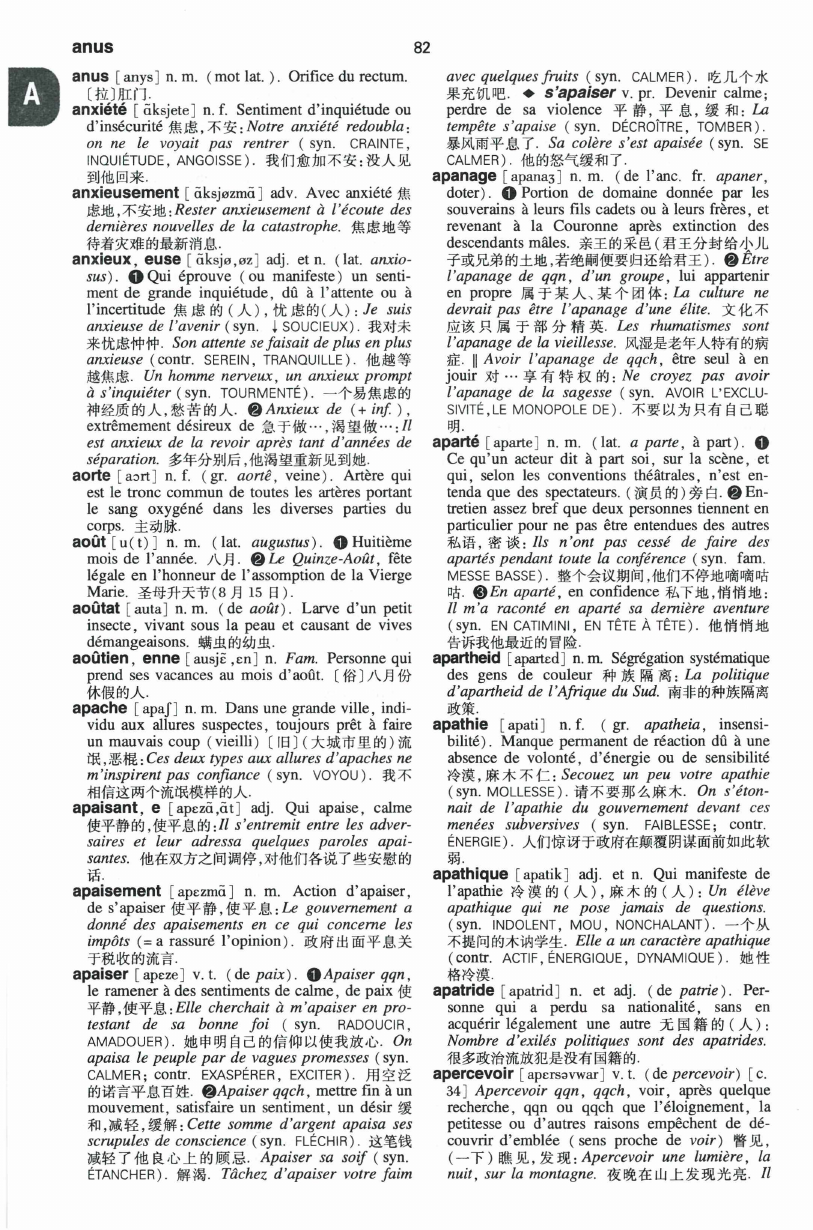 anus
82
A
anus [anys] n. m. (mot lat.). Orifice du rectum.
〔拉〕肛门.
anxiété [ɑ̃ksjete] n. f. Sentiment d'inquiétude ou
d'insécurité 焦虑,不安:Notre anxiété redoubla:
on ne le voyait pas rentrer (syn. CRAINTE,
INQUIÉTUDE, ANGOISSE). 我们愈加不安:没人见
到他回来.
anxieusement [ɑ̃ksjøzmɑ̃] adv. Avec anxiété 焦
虑地,不安地:Rester anxieusement à l'écoute des
dernières nouvelles de la catastrophe. 焦虑地等
待着灾难的最新消息.
anxieux, euse [ɑ̃ksjø,øz] adj. et n. (lat. anxio-
sus). ❶Qui éprouve (ou manifeste) un senti-
ment de grande inquiétude, dû à l'attente ou à
l'incertitude 焦虑的(人),忧虑的(人):Je suis
anxieuse de l'avenir (syn. ↓SOUCIEUX). 我对未
来忧虑忡忡. Son attente se faisait de plus en plus
anxieuse (contr. SEREIN, TRANQUILLE). 他越等
越焦虑. Un homme nerveux, un anxieux prompt
à s'inquiéter (syn. TOURMENTÉ). 一个易焦虑的
神经质的人,愁苦的人. ❷Anxieux de (+ inf.),
extrêmement désireux de 急于做…,渴望做…:Il
est anxieux de la revoir après tant d'années de
séparation. 多年分别后,他渴望重新见到她.
aorte [aɔrt] n. f. (gr. aortê, veine). Artère qui
est le tronc commun de toutes les artères portant
le sang oxygéné dans les diverses parties du
corps. 主动脉.
août [u(t)] n. m. (lat. augustus). ❶Huitième
mois de l'année. 八月. ❷Le Quinze-Août, fête
légale en l'honneur de l'assomption de la Vierge
Marie. 圣母升天节(8月15日).
aoûtat [auta] n. m. (de août). Larve d'un petit
insecte, vivant sous la peau et causant de vives
démangeaisons. 螨虫的幼虫.
aoûtien, enne [ausjɛ̃,ɛn] n. Fam. Personne qui
prend ses vacances au mois d'août. 〔俗〕八月份
休假的人.
apache [apaʃ] n. m. Dans une grande ville, indi-
vidu aux allures suspectes, toujours prêt à faire
un mauvais coup (vieilli) 〔旧〕(大城市里的)流
氓,恶棍:Ces deux types aux allures d'apaches ne
m'inspirent pas confiance (syn. VOYOU). 我不
相信这两个流氓模样的人.
apaisant, e [apɛzɑ̃,ɑ̃t] adj. Qui apaise, calme
使平静的,使平息的:Il s'entremit entre les adver-
saires et leur adressa quelques paroles apai-
santes. 他在双方之间调停,对他们各说了些安慰的
话.
apaisement [apɛzmɑ̃] n. m. Action d'apaiser,
de s'apaiser 使平静,使平息:Le gouvernement a
donné des apaisements en ce qui concerne les
impôts (= a rassuré l'opinion). 政府出面平息关
于税收的流言.
apaiser [apɛze] v. t. (de paix). ❶Apaiser qqn,
le ramener à des sentiments de calme, de paix 使
平静,使平息:Elle cherchait à m'apaiser en pro-
testant de sa bonne foi (syn. RADOUCIR,
AMADOUER). 她申明自己的信仰以使我放心. On
apaisa le peuple par de vagues promesses (syn.
CALMER; contr. EXASPÉRER, EXCITER). 用空泛
的诺言平息百姓. ❷Apaiser qqch, mettre fin à un
mouvement, satisfaire un sentiment, un désir 缓
和,减轻,缓解:Cette somme d'argent apaisa ses
scrupules de conscience (syn. FLÉCHIR). 这笔钱
减轻了他良心上的顾忌. Apaiser sa soif (syn.
ÉTANCHER). 解渴. Tâchez d'apaiser votre faim
avec quelques fruits (syn. CALMER). 吃几个水
果充饥吧. ◆ s'apaiser v. pr. Devenir calme;
perdre de sa violence 平静,平息,缓和:La
tempête s'apaise (syn. DÉCROÎTRE, TOMBER).
暴风雨平息了. Sa colère s'est apaisée (syn. SE
CALMER). 他的怒气缓和了.
apanage [apanaʒ] n. m. (de l'anc. fr. apaner,
doter). ❶Portion de domaine donnée par les
souverains à leurs fils cadets ou à leurs frères, et
revenant à la Couronne après extinction des
descendants mâles. 亲王的采邑(君王分封给小儿
子或兄弟的土地,若绝嗣便要归还给君王). ❷Être
l'apanage de qqn, d'un groupe, lui appartenir
en propre 属于某人、某个团体:La culture ne
devrait pas être l'apanage d'une élite. 文化不
应该只属于部分精英. Les rhumatismes sont
l'apanage de la vieillesse. 风湿是老年人特有的病
症. ‖ Avoir l'apanage de qqch, être seul à en
jouir 对…享有特权的:Ne croyez pas avoir
l'apanage de la sagesse (syn. AVOIR L'EXCLU-
SIVITÉ,LE MONOPOLE DE). 不要以为只有自己聪
明.
aparté [aparte] n. m. (lat. a parte, à part). ❶
Ce qu'un acteur dit à part soi, sur la scène, et
qui, selon les conventions théâtrales, n'est en-
tenda que des spectateurs. (演员的)旁白. ❷En-
tretien assez bref que deux personnes tiennent en
particulier pour ne pas être entendues des autres
私语,密谈:Ils n'ont pas cessé de faire des
apartés pendant toute la conférence (syn. fam.
MESSE BASSE). 整个会议期间,他们不停地嘀嘀咕
咕. ❸En aparté, en confidence 私下地,悄悄地:
Il m'a raconté en aparté sa dernière aventure
(syn. EN CATIMINI, EN TÊTE À TÊTE). 他悄悄地
告诉我他最近的冒险.
apartheid [apartɛd] n. m. Ségrégation systématique
des gens de couleur 种族隔离:La politique
d'apartheid de l'Afrique du Sud. 南非的种族隔离
政策.
apathie [apati] n. f. (gr. apatheia, insensi-
bilité). Manque permanent de réaction dû à une
absence de volonté, d'énergie ou de sensibilité
冷漠,麻木不仁:Secouez un peu votre apathie
(syn. MOLLESSE). 请不要那么麻木. On s'éton-
nait de l'apathie du gouvernement devant ces
menées subversives (syn. FAIBLESSE; contr.
ÉNERGIE). 人们惊讶于政府在颠覆阴谋面前如此软
弱.
apathique [apatik] adj. et n. Qui manifeste de
l'apathie 冷漠的(人),麻木的(人):Un élève
apathique qui ne pose jamais de questions.
(syn. INDOLENT, MOU, NONCHALANT). 一个从
不提问的木讷学生. Elle a un caractère apathique
(contr. ACTIF, ÉNERGIQUE, DYNAMIQUE). 她性
格冷漠.
apatride [apatrid] n. et adj. (de patrie). Per-
sonne qui a perdu sa nationalité, sans en
acquérir légalement une autre 无国籍的(人):
Nombre d'exilés politiques sont des apatrides.
很多政治流放犯是没有国籍的.
apercevoir [apɛrsəvwar] v. t. (de percevoir) [c.
34] Apercevoir qqn, qqch, voir, après quelque
recherche, qqn ou qqch que l'éloignement, la
petitesse ou d'autres raisons empêchent de dé-
couvrir d'emblée (sens proche de voir) 瞥见,
(一下)瞧见,发现:Apercevoir une lumière, la
nuit, sur la montagne. 夜晚在山上发现光亮. Il